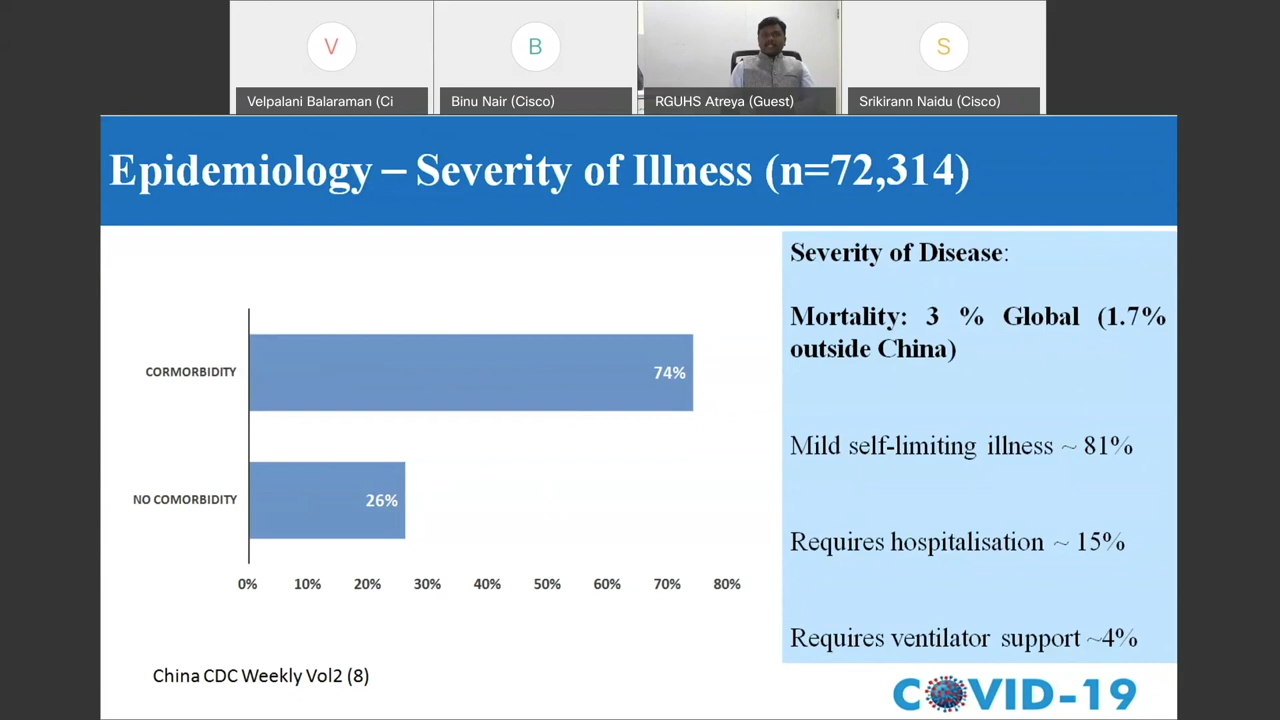 V
B
S
Velpalani Balaraman (Ci
Binu Nair (Cisco)
RGUHS Atreya (Guest)
Srikirann Naidu (Cisco)
Epidemiology – Severity of Illness (n=72,314)
CORMORBIDITY
74%
NO COMORBIDITY
26%
0% 10% 20% 30% 40% 50% 60% 70% 80%
China CDC Weekly Vol2 (8)
Severity of Disease:
Mortality: 3 % Global (1.7%
outside China)
Mild self-limiting illness ~ 81%
Requires hospitalisation ~ 15%
Requires ventilator support ~4%
COVID-19